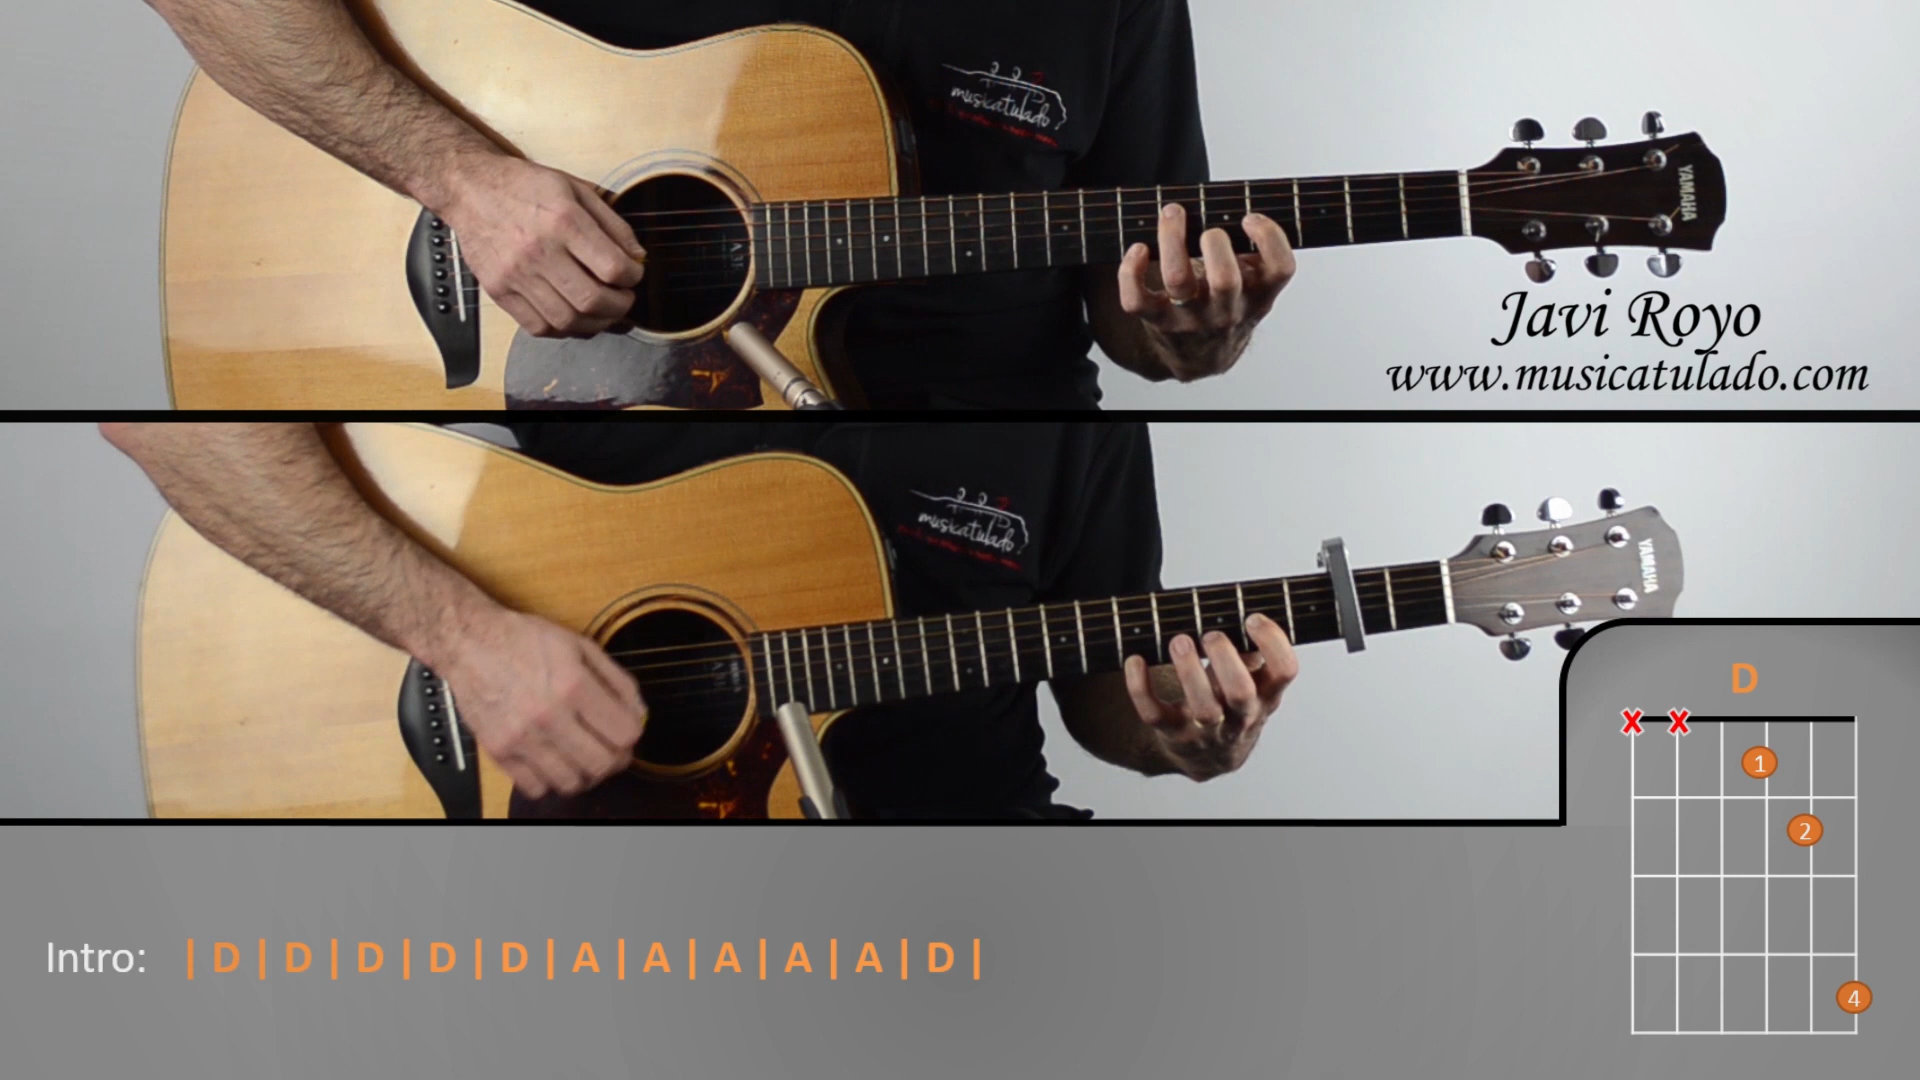 musicatulado
YAMAHA
Javi Royo
www.musicatulado.com
musicatulado
YAMAHA
D
x x
1
2
4
Intro: | D | D | D | D | D | A | A | A | A | A | D |